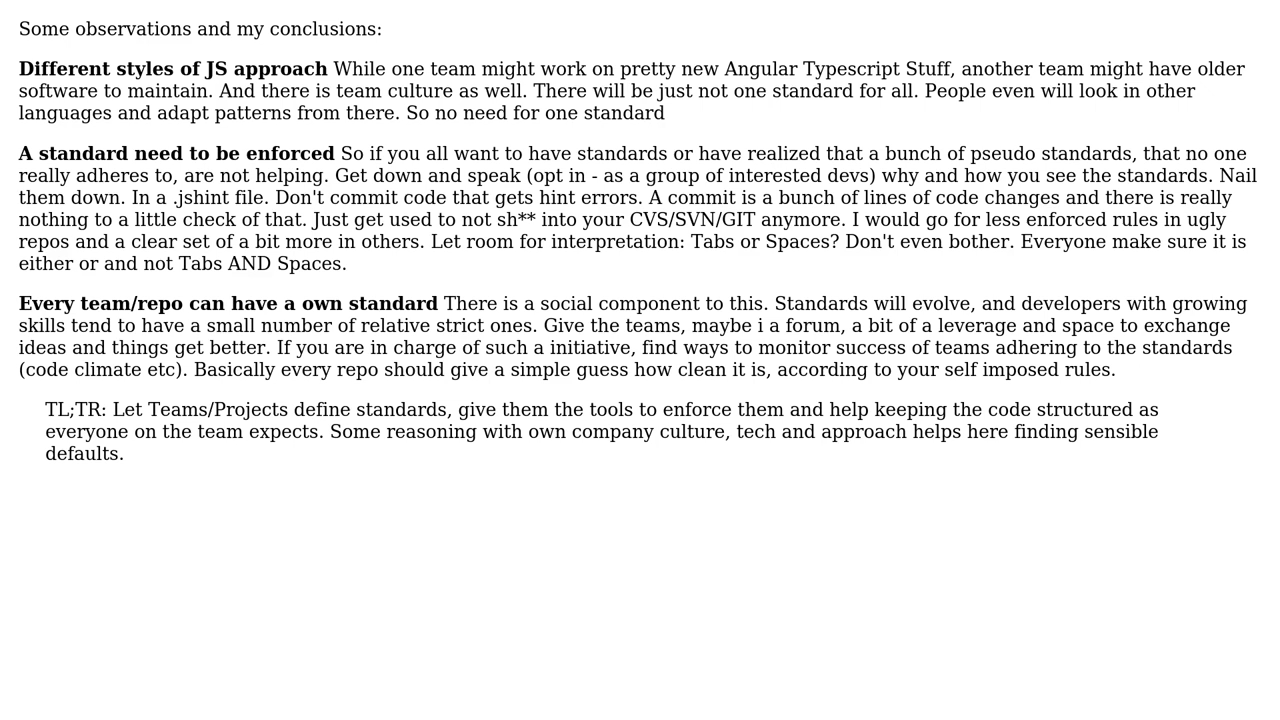 Some observations and my conclusions:
Different styles of JS approach While one team might work on pretty new Angular Typescript Stuff, another team might have older
software to maintain. And there is team culture as well. There will be just not one standard for all. People even will look in other
languages and adapt patterns from there. So no need for one standard
A standard need to be enforced So if you all want to have standards or have realized that a bunch of pseudo standards, that no one
really adheres to, are not helping. Get down and speak (opt in - as a group of interested devs) why and how you see the standards. Nail
them down. In a .jshint file. Don't commit code that gets hint errors. A commit is a bunch of lines of code changes and there is really
nothing to a little check of that. Just get used to not sh** into your CVS/SVN/GIT anymore. I would go for less enforced rules in ugly
repos and a clear set of a bit more in others. Let room for interpretation: Tabs or Spaces? Don't even bother. Everyone make sure it is
either or and not Tabs AND Spaces.
Every team/repo can have a own standard There is a social component to this. Standards will evolve, and developers with growing
skills tend to have a small number of relative strict ones. Give the teams, maybe i a forum, a bit of a leverage and space to exchange
ideas and things get better. If you are in charge of such a initiative, find ways to monitor success of teams adhering to the standards
(code climate etc). Basically every repo should give a simple guess how clean it is, according to your self imposed rules.
TL;TR: Let Teams/Projects define standards, give them the tools to enforce them and help keeping the code structured as
everyone on the team expects. Some reasoning with own company culture, tech and approach helps here finding sensible
defaults.